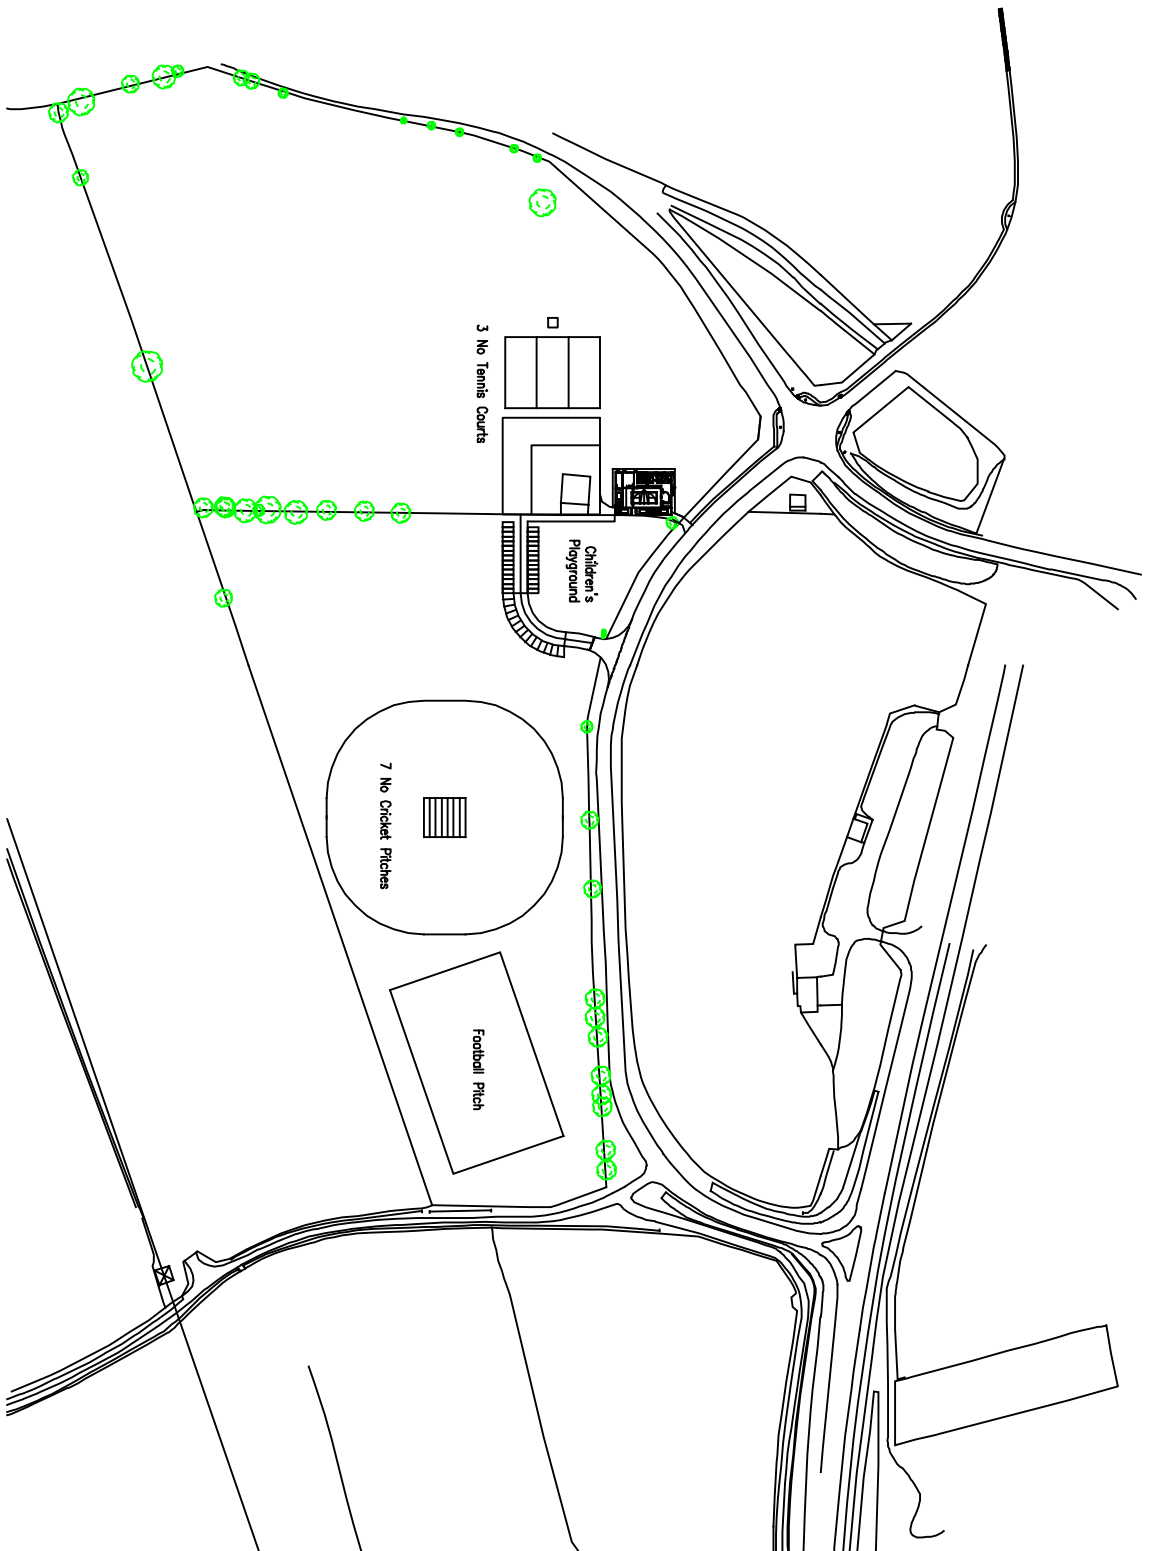 3 No Tennis Courts
Children's
Playground
7 No Cricket Pitches
Football Pitch